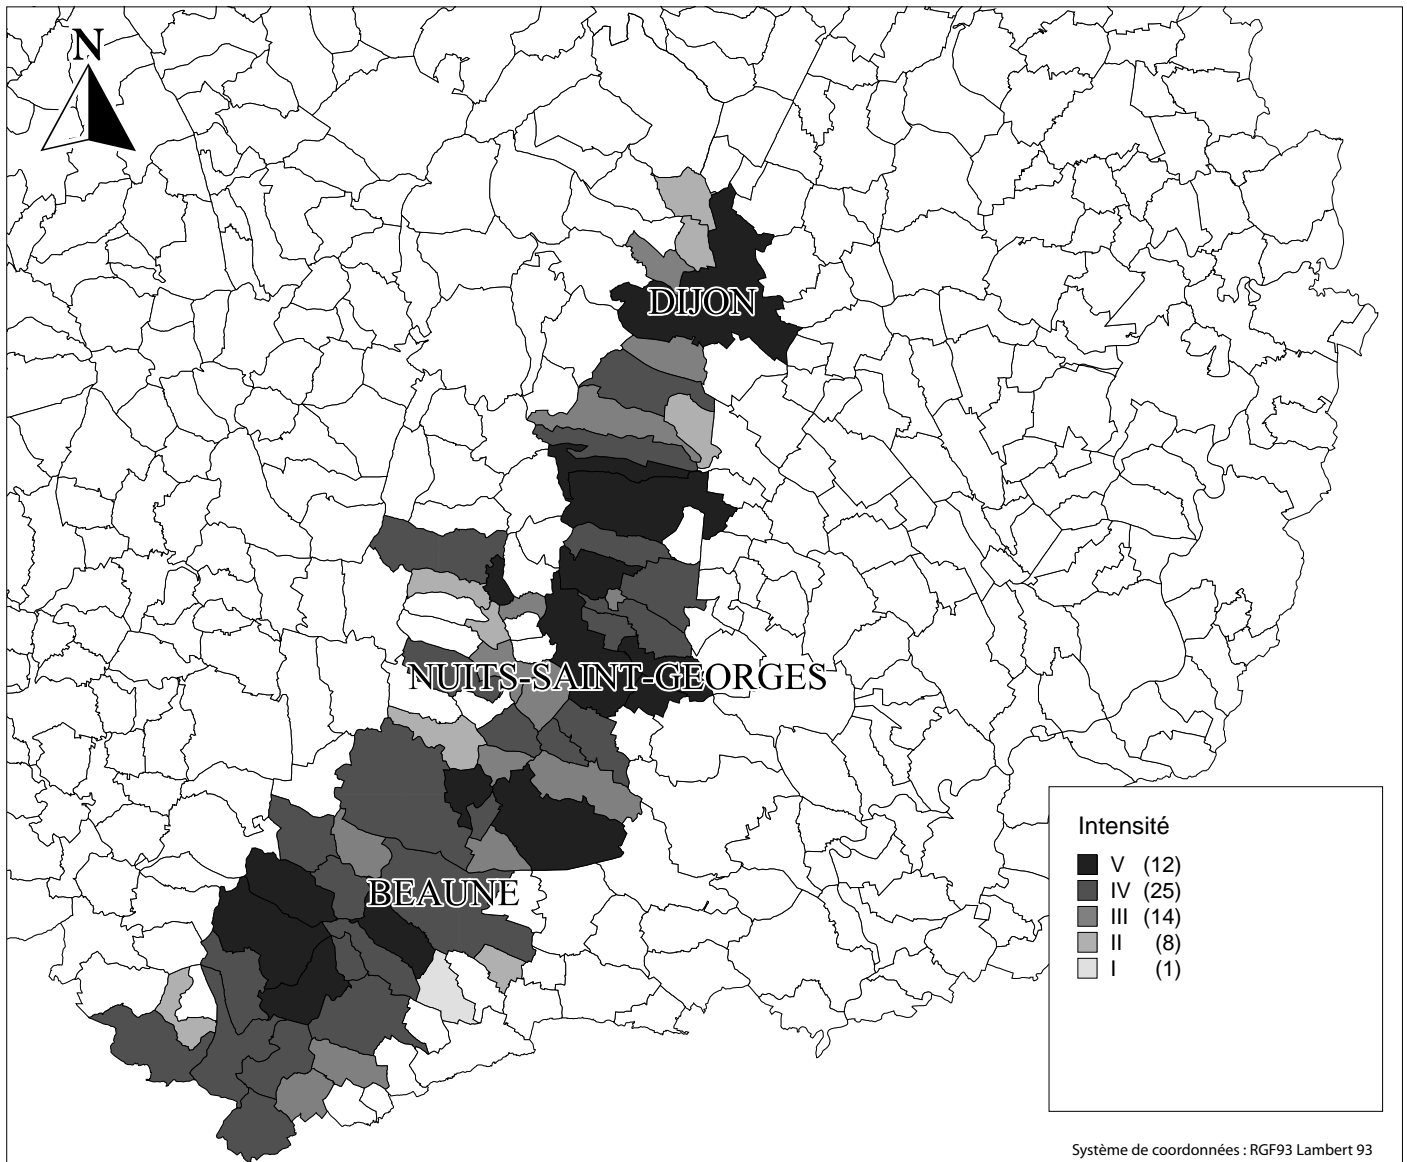 N
DIJON
NUITS-SAINT-GEORGES
BEAUNE
Intensité
V (12)
IV (25)
III (14)
II (8)
I (1)
Système de coordonnées : RGF93 Lambert 93